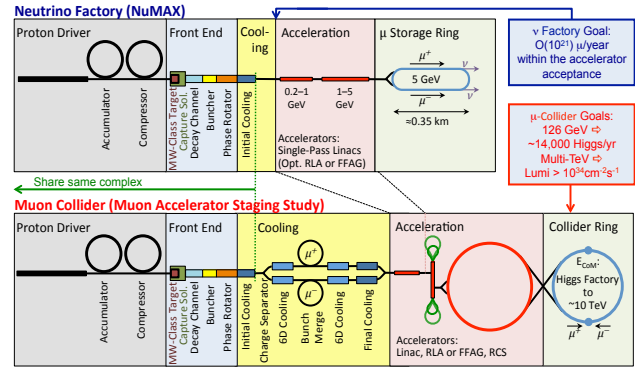 Neutrino Factory (NuMAX)
Proton Driver
Front End
Cool-
ing
Acceleration
μ Storage Ring
Accumulator
Compressor
MW-Class Target
Capture Sol.
Decay Channel
Buncher
Phase Rotator
Initial Cooling
0.2–1
GeV
1–5
GeV
Accelerators:
Single-Pass Linacs
(Opt. RLA or FFAG)
μ⁺
5 GeV
μ⁻
ν
ν
≈0.35 km
ν Factory Goal:
O(10²¹) μ/year
within the accelerator
acceptance
μ-Collider Goals:
126 GeV ⇨
~14,000 Higgs/yr
Multi-TeV ⇨
Lumi > 10³⁴cm⁻²s⁻¹
Share same complex
Muon Collider (Muon Accelerator Staging Study)
Proton Driver
Front End
Cooling
Acceleration
Collider Ring
Accumulator
Compressor
MW-Class Target
Capture Sol.
Decay Channel
Buncher
Phase Rotator
Initial Cooling
Charge Separator
6D Cooling
Bunch
Merge
6D Cooling
Final Cooling
μ⁺
μ⁻
Accelerators:
Linac, RLA or FFAG, RCS
E_CoM:
Higgs Factory
to
~10 TeV
μ⁺ μ⁻